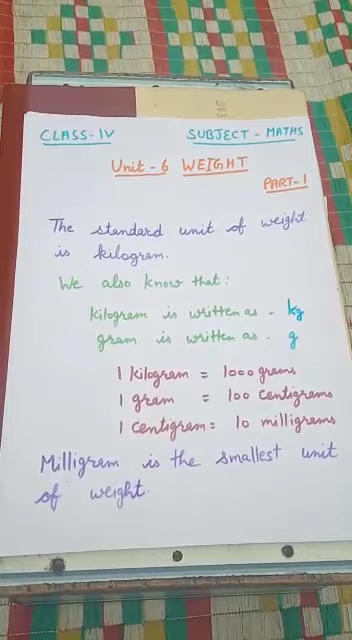 CLASS-IV SUBJECT - MATHS
Unit-6 WEIGHT
PART-1
The standard unit of weight
is kilogram.
We also know that:
kilogram is written as - kg
gram is written as - g
1 kilogram = 1000 grams
1 gram = 100 centigrams
1 centigram = 10 milligrams
Milligram is the smallest unit
of weight.